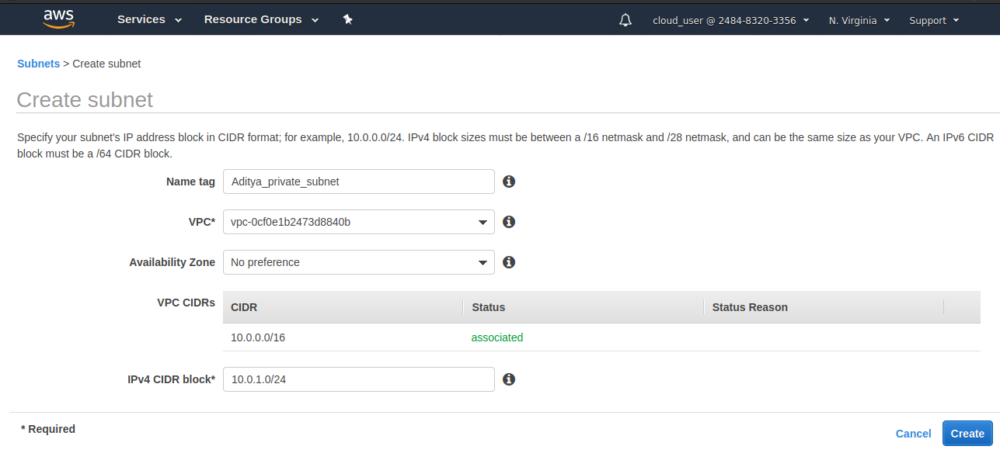 aws Services Resource Groups cloud_user @ 2484-8320-3356 N. Virginia Support
Subnets > Create subnet
Create subnet
Specify your subnet's IP address block in CIDR format; for example, 10.0.0.0/24. IPv4 block sizes must be between a /16 netmask and /28 netmask, and can be the same size as your VPC. An IPv6 CIDR
block must be a /64 CIDR block.
Name tag Aditya_private_subnet
VPC* vpc-0cf0e1b2473d8840b
Availability Zone No preference
VPC CIDRs CIDR Status Status Reason
10.0.0.0/16 associated
IPv4 CIDR block* 10.0.1.0/24
* Required
Cancel Create